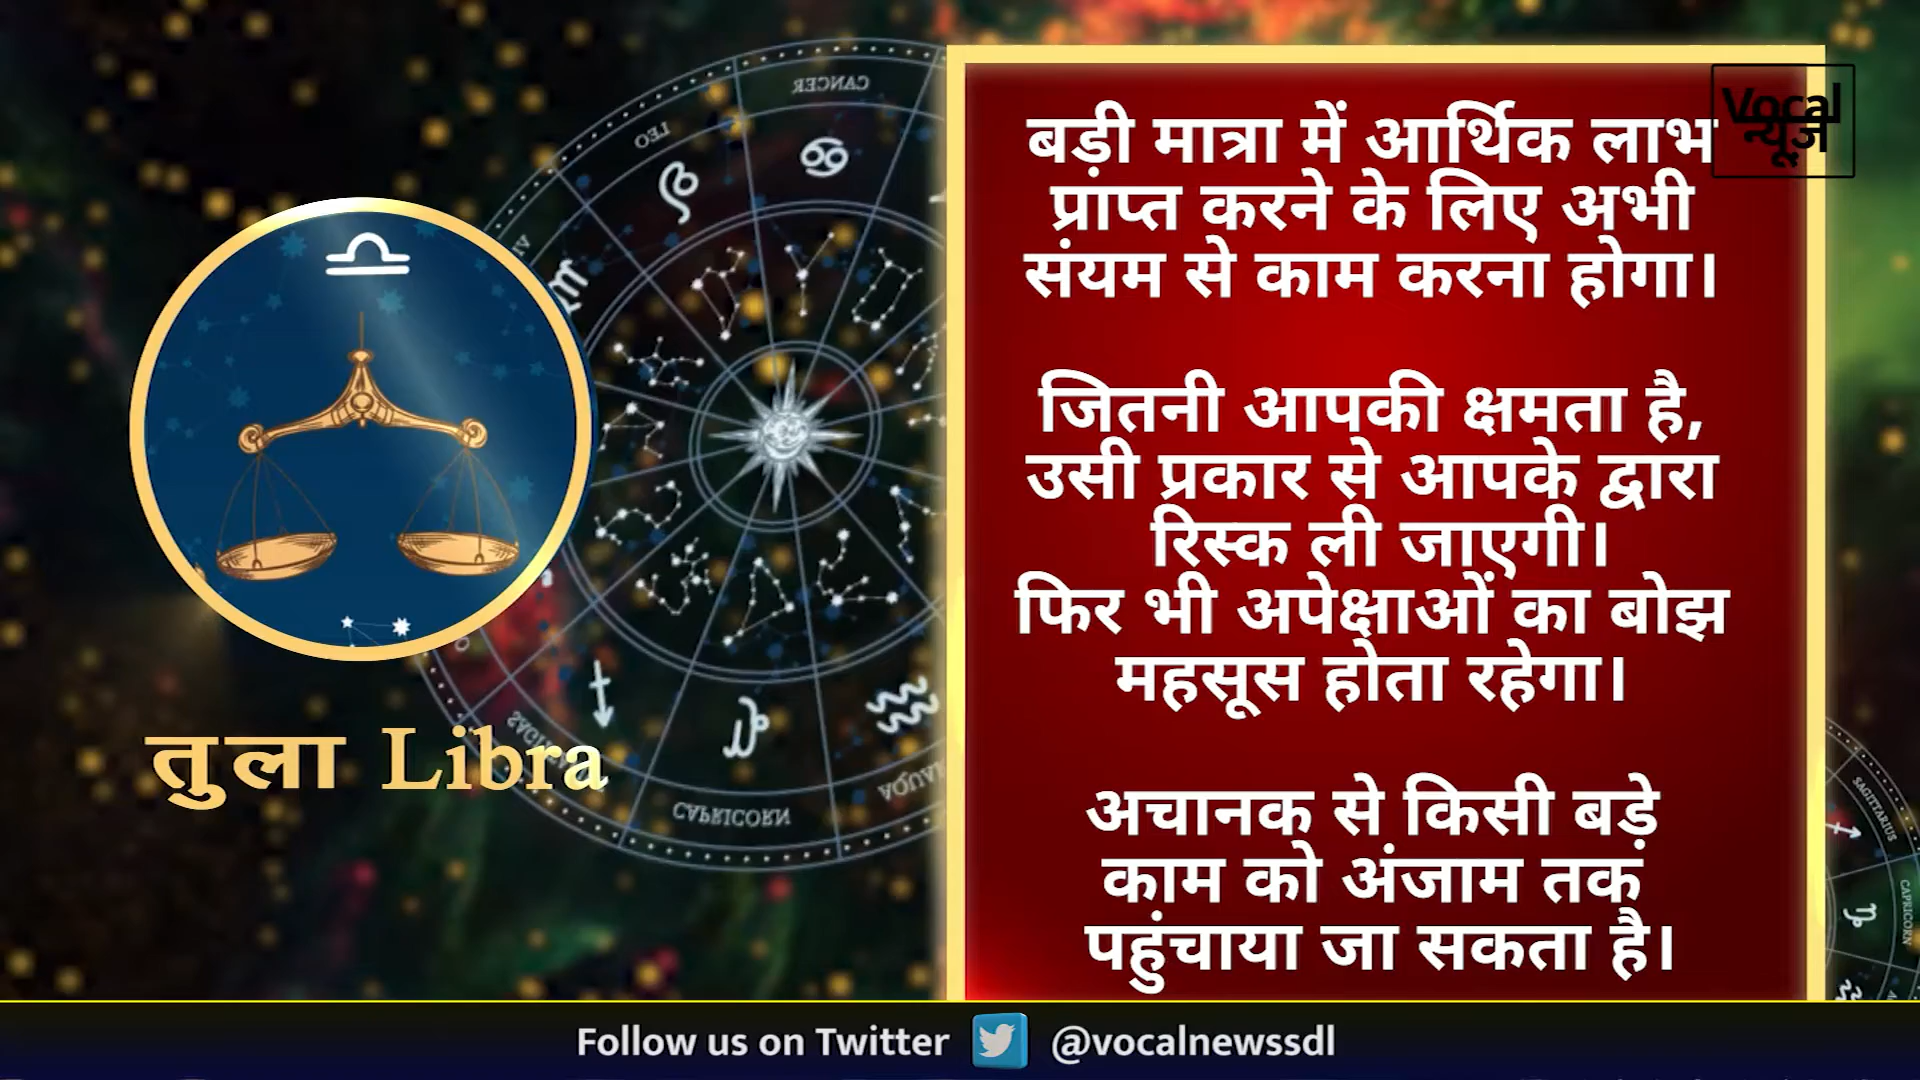 CANCER
LEO
बड़ी मात्रा में आर्थिक लाभ
प्राप्त करने के लिए अभी
संयम से काम करना होगा।
जितनी आपकी क्षमता है,
उसी प्रकार से आपके द्वारा
रिस्क ली जाएगी।
फिर भी अपेक्षाओं का बोझ
महसूस होता रहेगा।
अचानक से किसी बड़े
काम को अंजाम तक
पहुंचाया जा सकता है।
Vocal
न्यूज
तुला Libra
CAPRICORN
SAGITTARIUS
CAPRICORN
Follow us on Twitter @vocalnewssdl